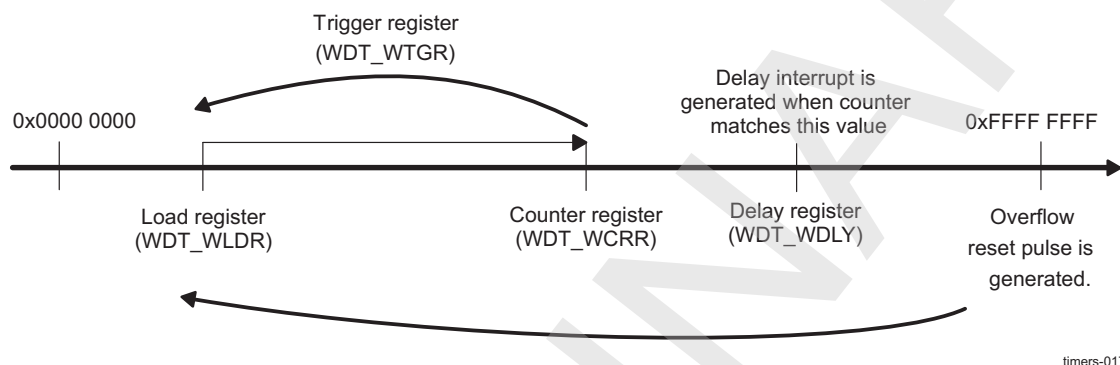 Trigger register
(WDT_WTGR)
Delay interrupt is
generated when counter
matches this value
0x0000 0000
0xFFFF FFFF
Load register
(WDT_WLDR)
Counter register
(WDT_WCRR)
Delay register
(WDT_WDLY)
Overflow
reset pulse is
generated.